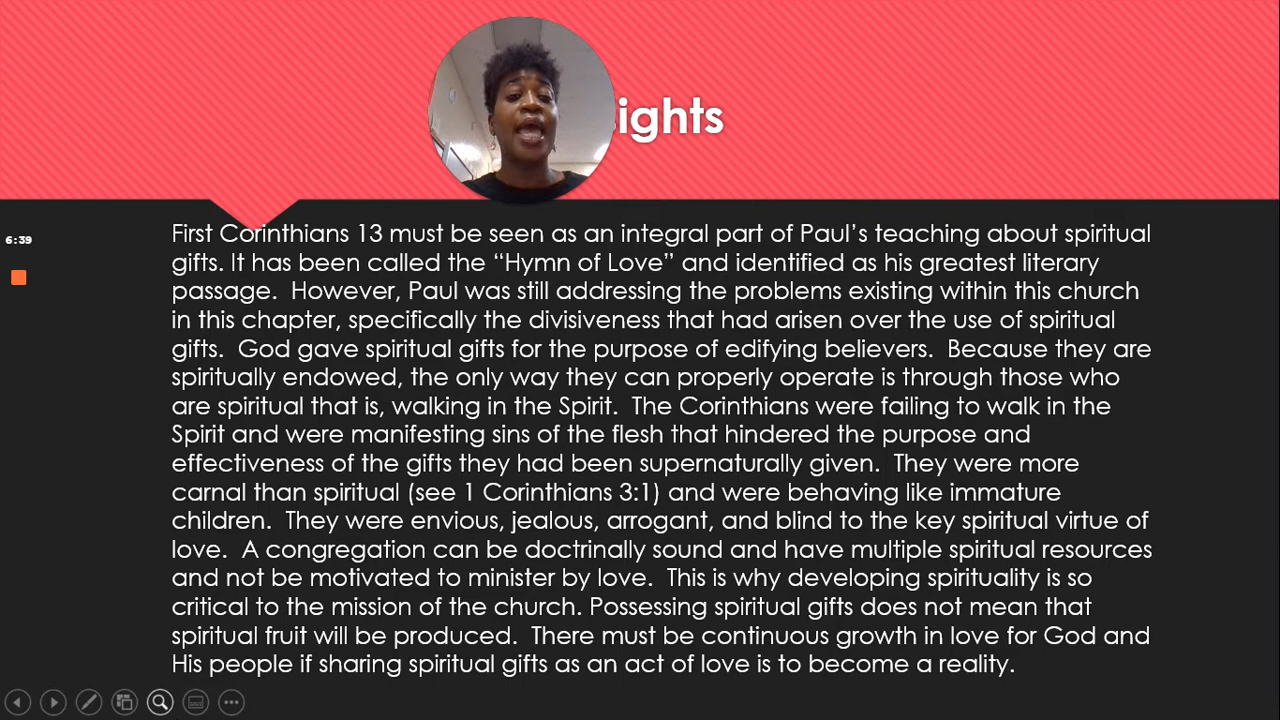 ights
6:39
First Corinthians 13 must be seen as an integral part of Paul’s teaching about spiritual
gifts. It has been called the “Hymn of Love” and identified as his greatest literary
passage.  However, Paul was still addressing the problems existing within this church
in this chapter, specifically the divisiveness that had arisen over the use of spiritual
gifts.  God gave spiritual gifts for the purpose of edifying believers.  Because they are
spiritually endowed, the only way they can properly operate is through those who
are spiritual that is, walking in the Spirit.  The Corinthians were failing to walk in the
Spirit and were manifesting sins of the flesh that hindered the purpose and
effectiveness of the gifts they had been supernaturally given.  They were more
carnal than spiritual (see 1 Corinthians 3:1) and were behaving like immature
children.  They were envious, jealous, arrogant, and blind to the key spiritual virtue of
love.  A congregation can be doctrinally sound and have multiple spiritual resources
and not be motivated to minister by love.  This is why developing spirituality is so
critical to the mission of the church. Possessing spiritual gifts does not mean that
spiritual fruit will be produced.  There must be continuous growth in love for God and
His people if sharing spiritual gifts as an act of love is to become a reality.